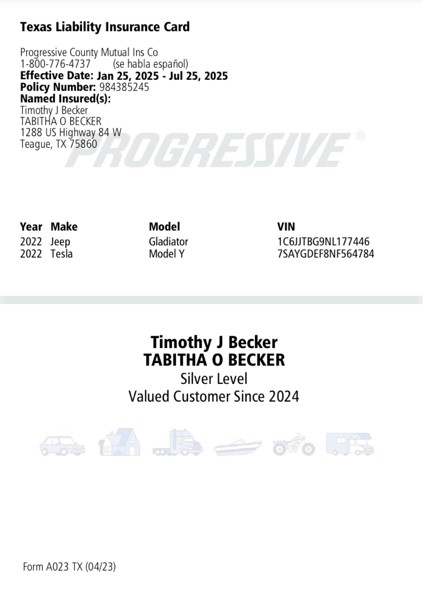 Texas Liability Insurance Card
Progressive County Mutual Ins Co
1-800-776-4737 (se habla español)
Effective Date: Jan 25, 2025 - Jul 25, 2025
Policy Number: 984385245
Named Insured(s):
Timothy J Becker
TABITHA O BECKER
1288 US Highway 84 W
Teague, TX 75860
PROGRESSIVE®
Year Make Model VIN
2022 Jeep Gladiator 1C6JJTBG9NL177446
2022 Tesla Model Y 7SAYGDEF8NF564784
Timothy J Becker
TABITHA O BECKER
Silver Level
Valued Customer Since 2024
Form A023 TX (04/23)